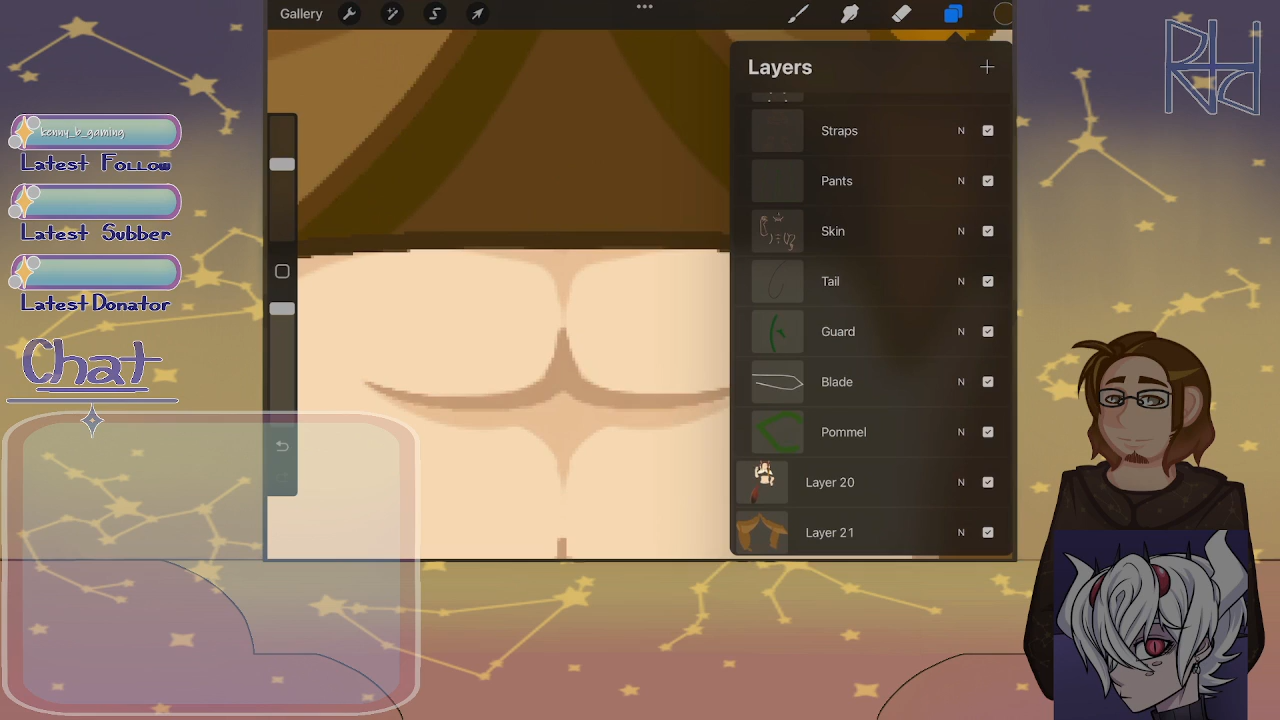 Gallery
Layers
Straps N
Pants N
Skin N
Tail N
Guard N
Blade N
Pommel N
Layer 20 N
Layer 21 N
kenny_b_gaming
Latest Follow
Latest Subber
Latest Donator
Chat